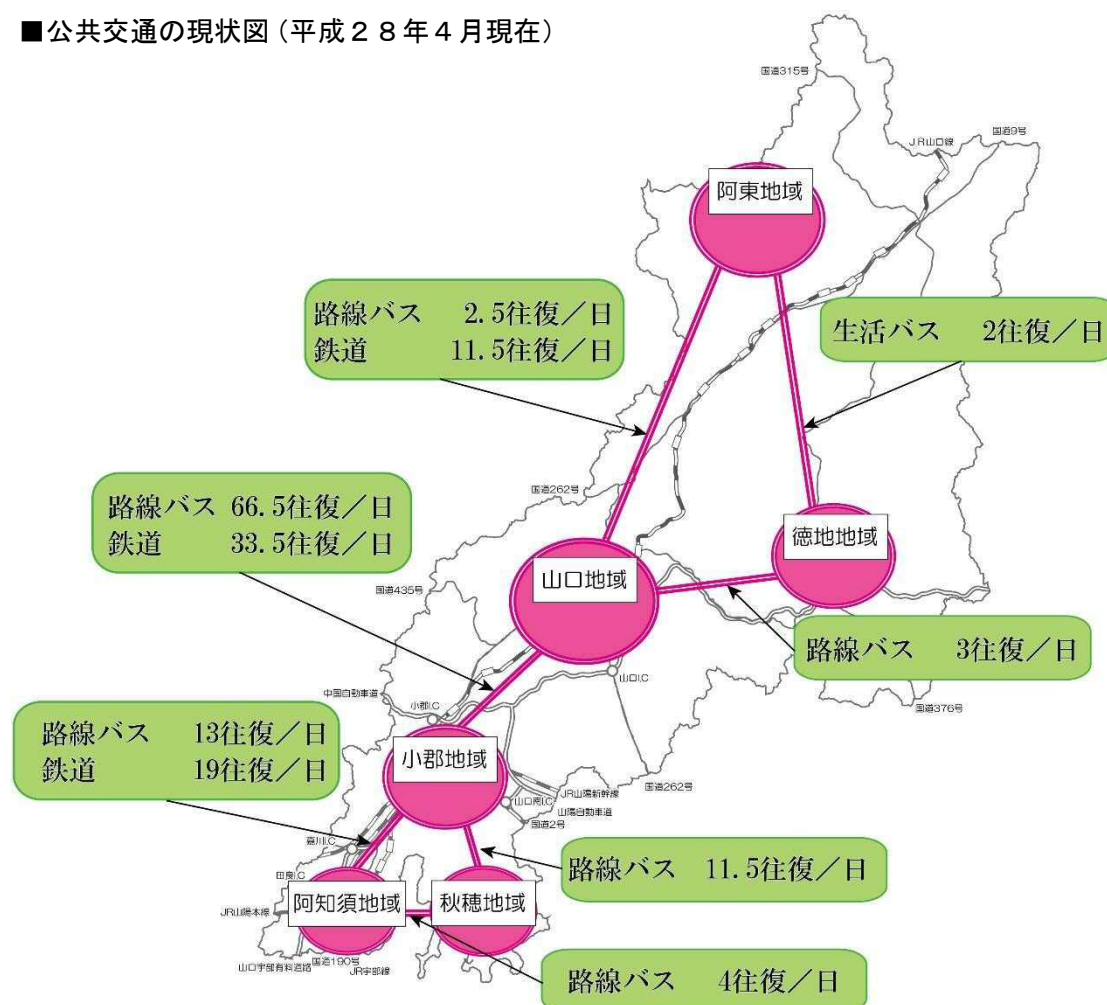 ■公共交通の現状図(平成28年4月現在)
国道315号
JR山口線
国道9号
阿東地域
路線バス 2.5往復/日
鉄道 11.5往復/日
生活バス 2往復/日
国道262号
路線バス 66.5往復/日
鉄道 33.5往復/日
徳地地域
山口地域
国道435号
路線バス 3往復/日
山口I.C
中国自動車道
小郡I.C
国道376号
路線バス 13往復/日
鉄道 19往復/日
小郡地域
国道262号
JR山陽新幹線
山口南I.C
山陽自動車道
国道2号
嘉川I.C
路線バス 11.5往復/日
阿知須地域
秋穂地域
JR山陽本線
山口宇部有料道路
国道190号
JR宇部線
路線バス 4往復/日